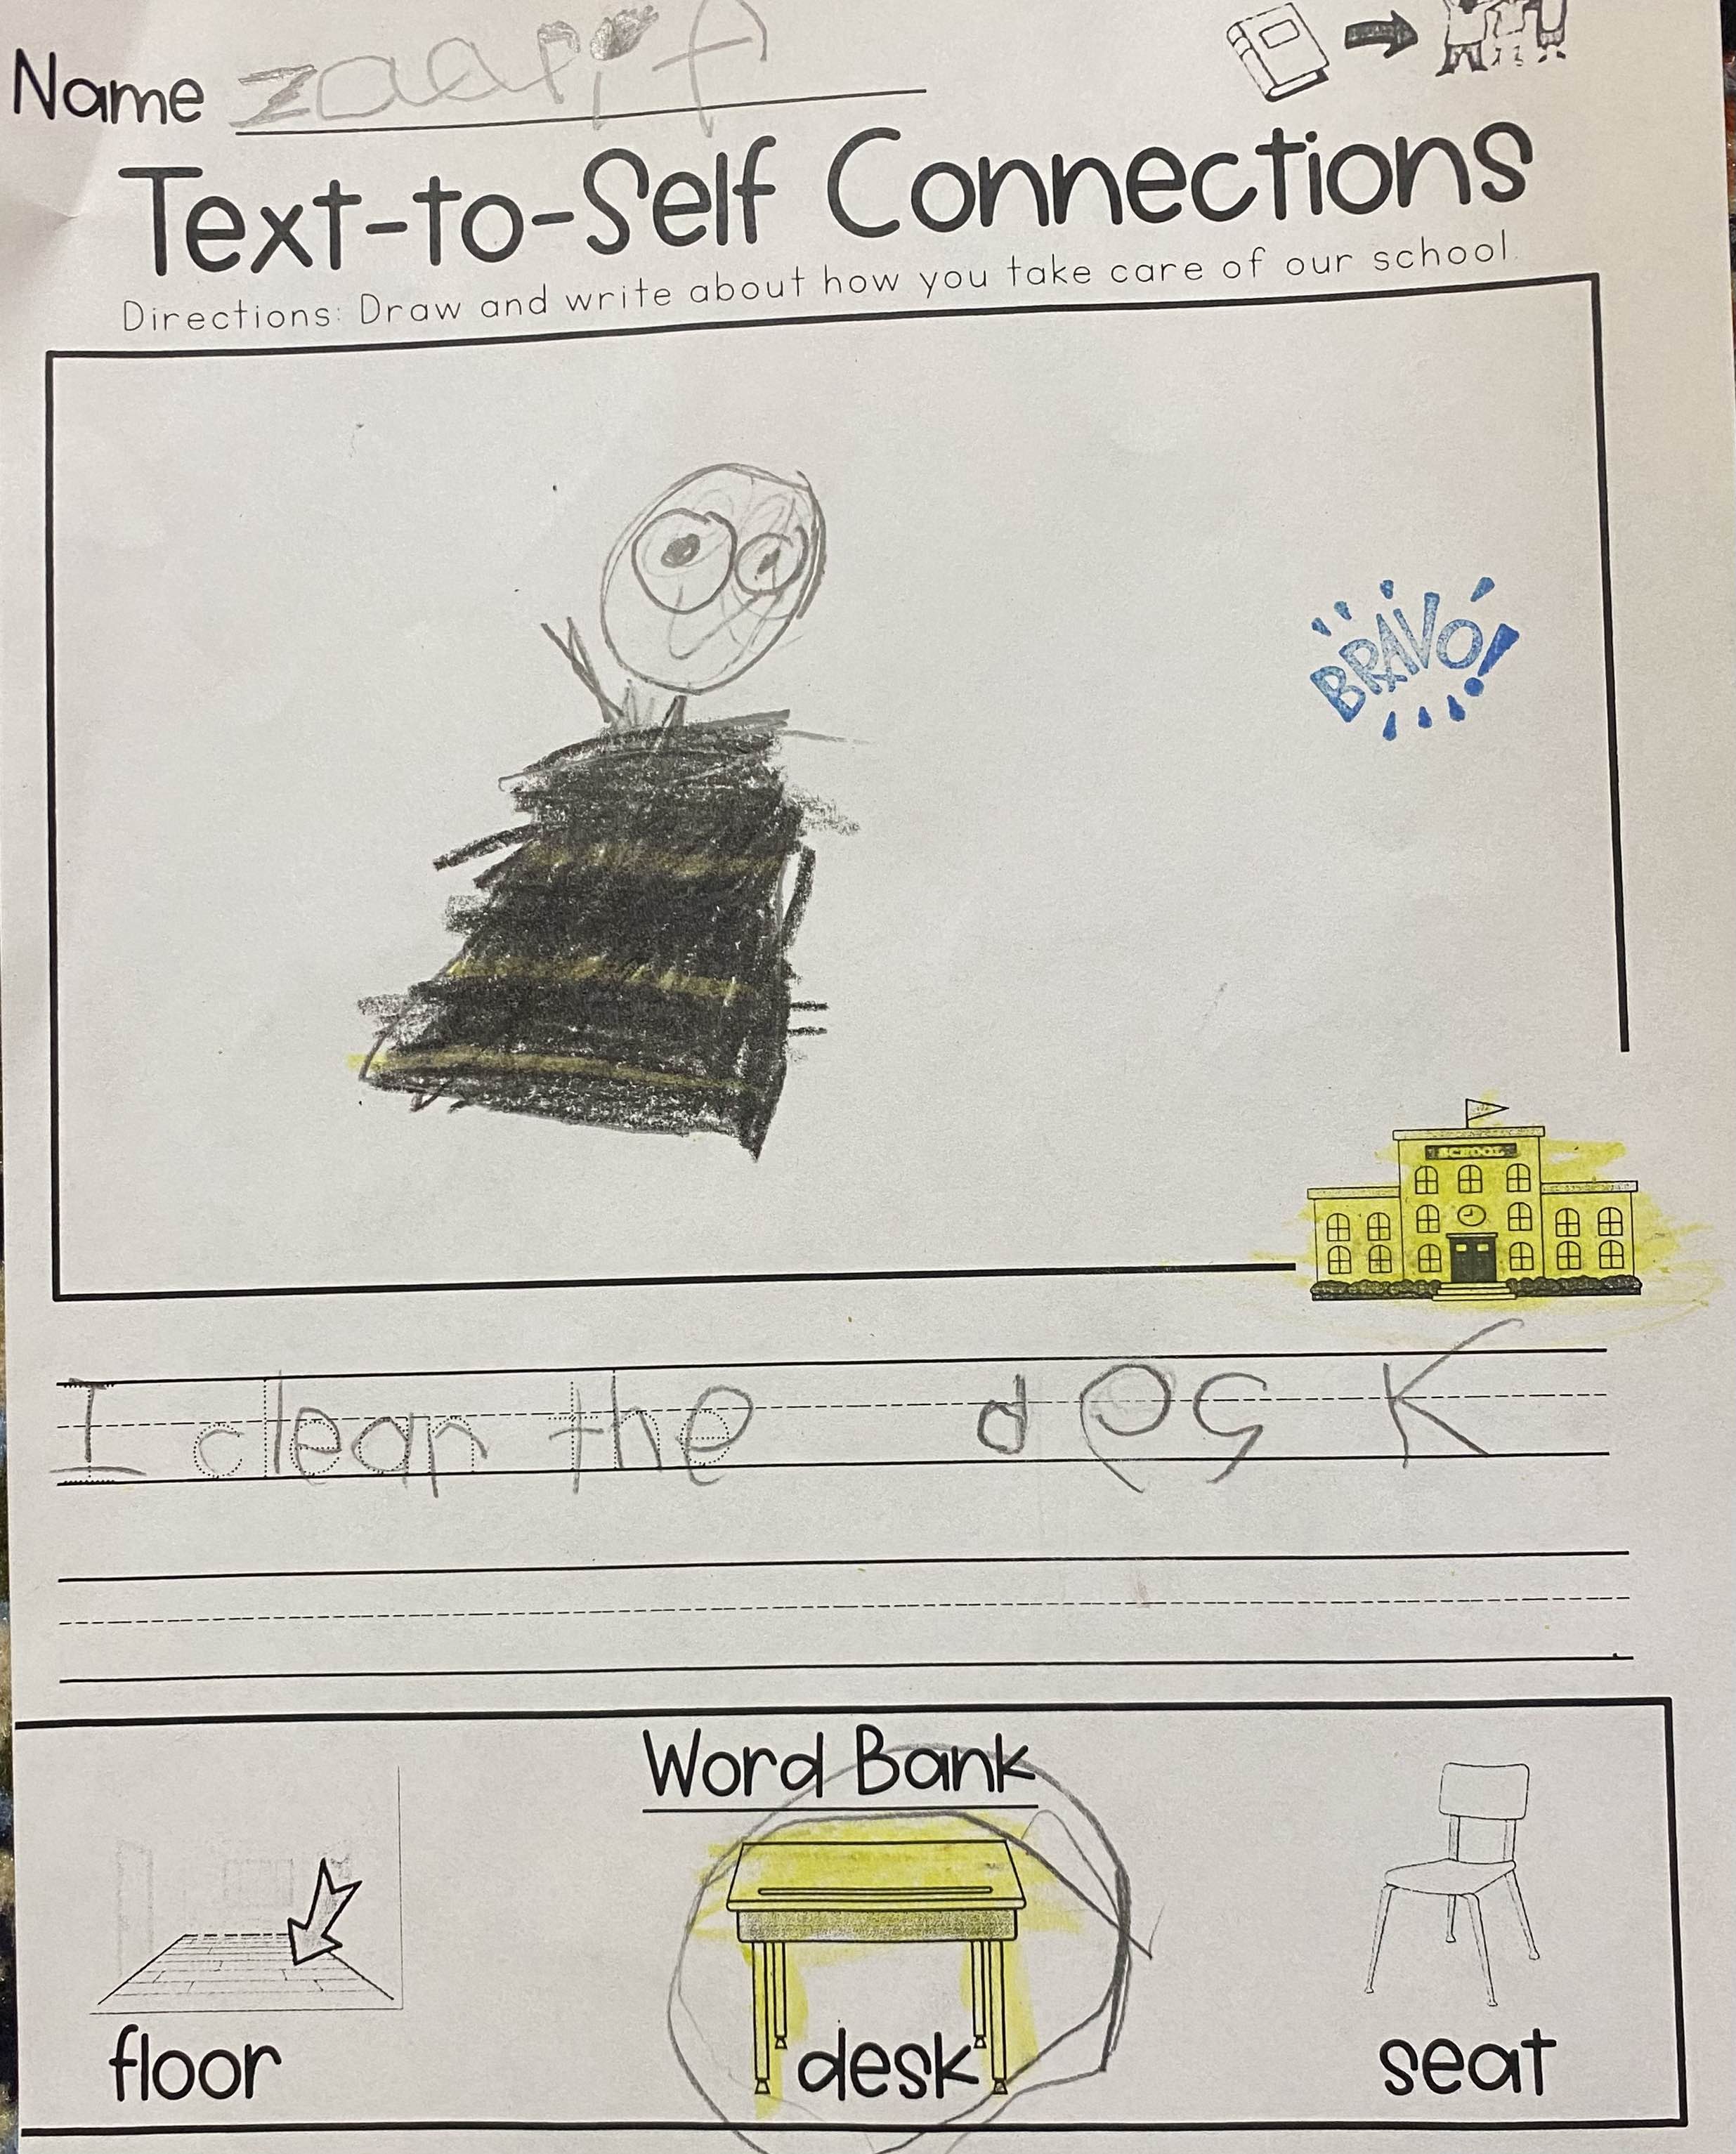 Name zaarif
Text-to-Self Connections
Directions: Draw and write about how you take care of our school.
BRAVO!
SCHOOL
I clean the desk
Word Bank
floor desk seat